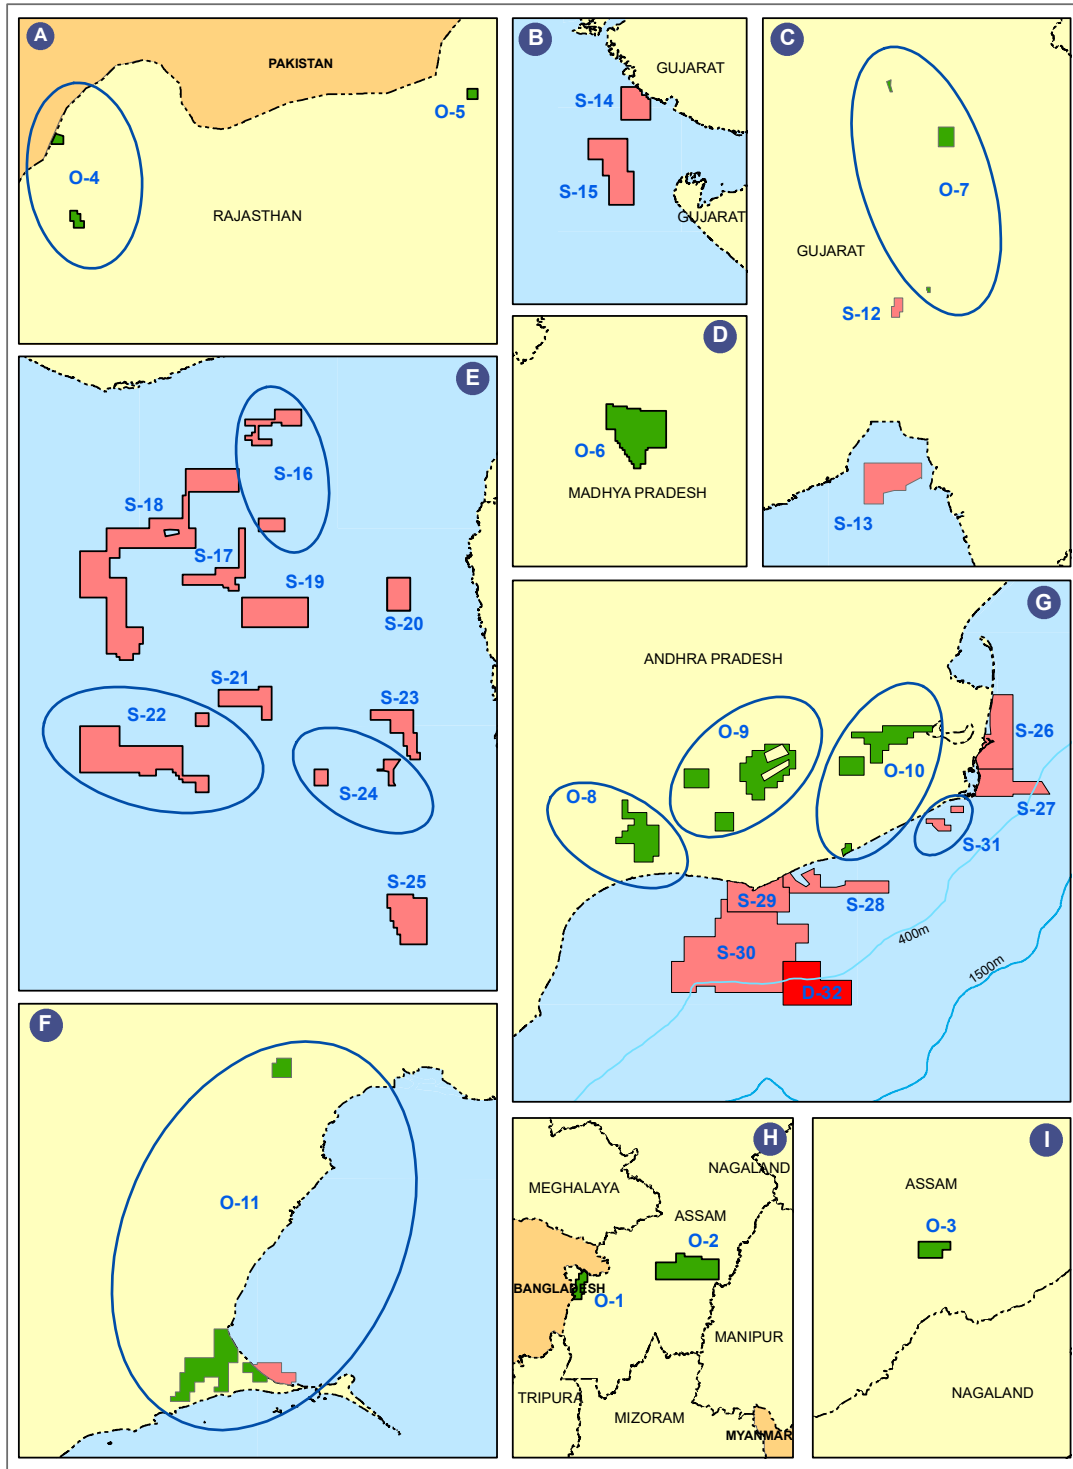 A
PAKISTAN
O-5
O-4
RAJASTHAN
B
GUJARAT
S-14
S-15
GUJARAT
C
O-7
GUJARAT
S-12
S-13
D
O-6
MADHYA PRADESH
E
S-16
S-18
S-17
S-19
S-20
S-21
S-22
S-23
S-24
S-25
G
ANDHRA PRADESH
S-26
O-9
O-10
O-8
S-27
S-31
S-29
S-28
400m
S-30
1500m
D-32
F
O-11
H
NAGALAND
MEGHALAYA
ASSAM
O-2
BANGLADESH
O-1
MANIPUR
TRIPURA
MIZORAM
MYANMAR
I
ASSAM
O-3
NAGALAND